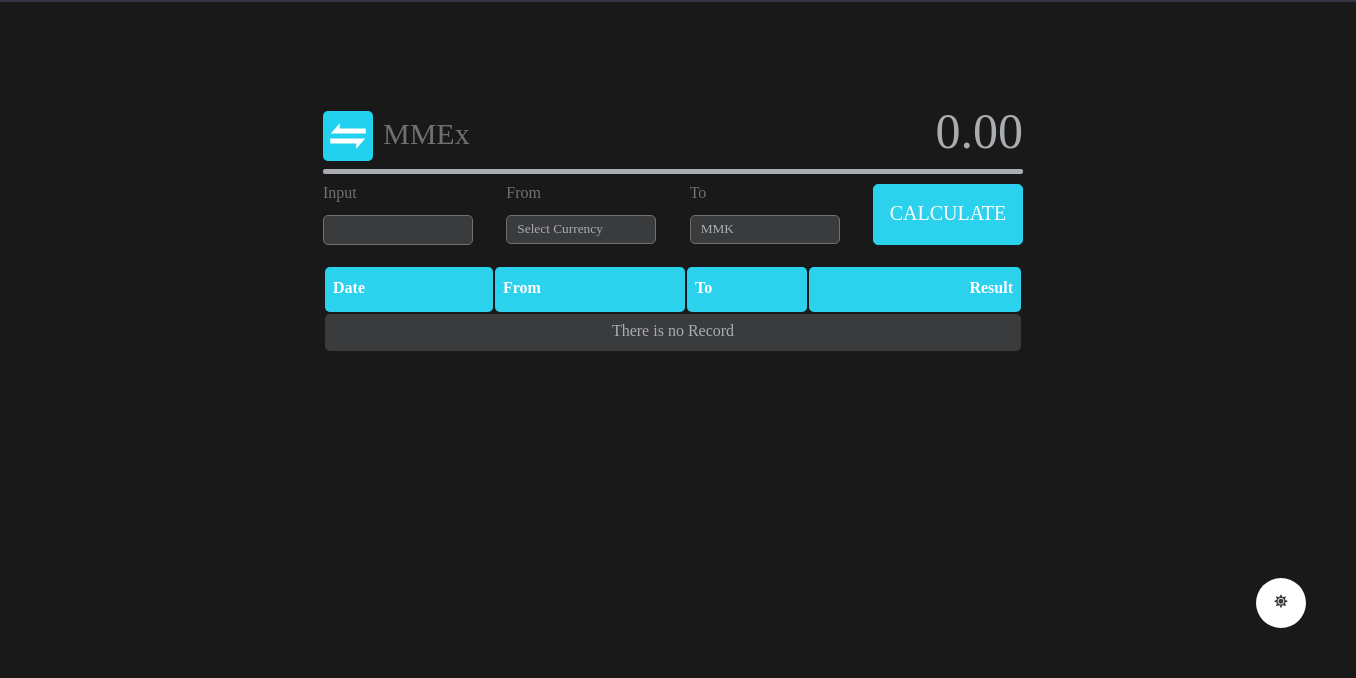 MMEx
0.00
Input
From
To
CALCULATE
Select Currency
MMK
Date
From
To
Result
There is no Record